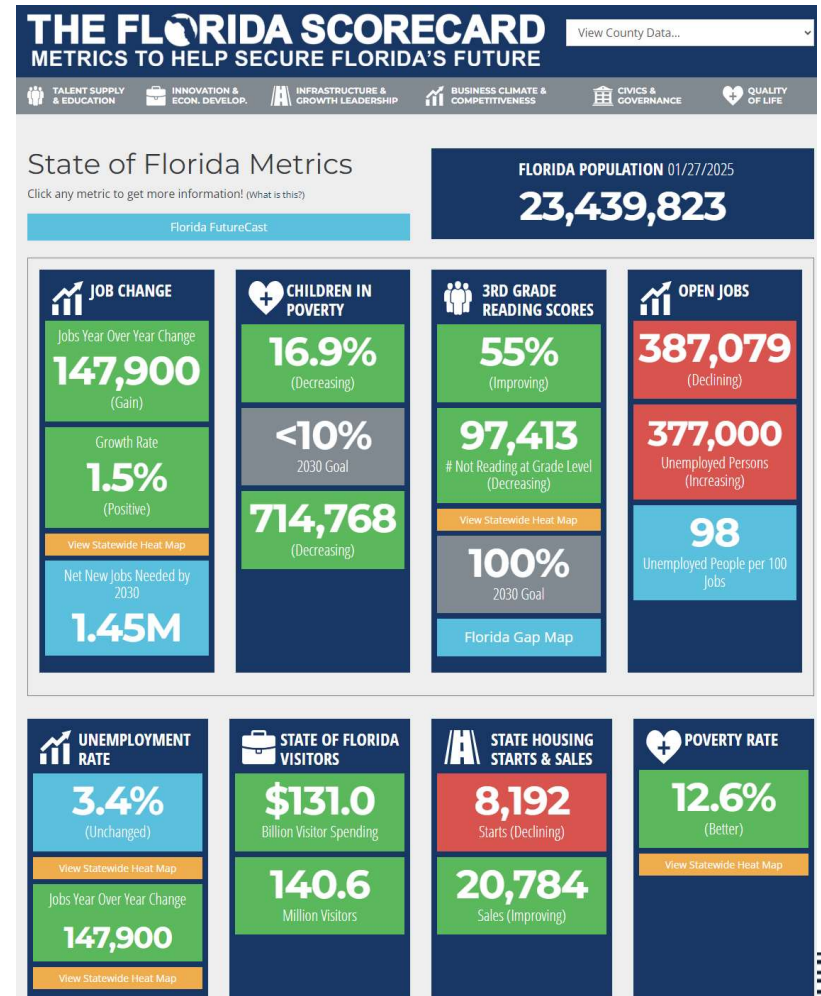 THE FLORIDA SCORECARD
METRICS TO HELP SECURE FLORIDA'S FUTURE
View County Data...
TALENT SUPPLY
& EDUCATION
INNOVATION &
ECON. DEVELOP.
INFRASTRUCTURE &
GROWTH LEADERSHIP
BUSINESS CLIMATE &
COMPETITIVENESS
CIVICS &
GOVERNANCE
QUALITY
OF LIFE
State of Florida Metrics
Click any metric to get more information! (What is this?)
Florida FutureCast
FLORIDA POPULATION 01/27/2025
23,439,823
JOB CHANGE
Jobs Year Over Year Change
147,900
(Gain)
Growth Rate
1.5%
(Positive)
View Statewide Heat Map
Net New Jobs Needed by
2030
1.45M
CHILDREN IN
POVERTY
16.9%
(Decreasing)
<10%
2030 Goal
714,768
(Decreasing)
3RD GRADE
READING SCORES
55%
(Improving)
97,413
# Not Reading at Grade Level
(Decreasing)
View Statewide Heat Map
100%
2030 Goal
Florida Gap Map
OPEN JOBS
387,079
(Declining)
377,000
Unemployed Persons
(Increasing)
98
Unemployed People per 100
Jobs
UNEMPLOYMENT
RATE
3.4%
(Unchanged)
View Statewide Heat Map
Jobs Year Over Year Change
147,900
View Statewide Heat Map
STATE OF FLORIDA
VISITORS
$131.0
Billion Visitor Spending
140.6
Million Visitors
STATE HOUSING
STARTS & SALES
8,192
Starts (Declining)
20,784
Sales (Improving)
POVERTY RATE
12.6%
(Better)
View Statewide Heat Map